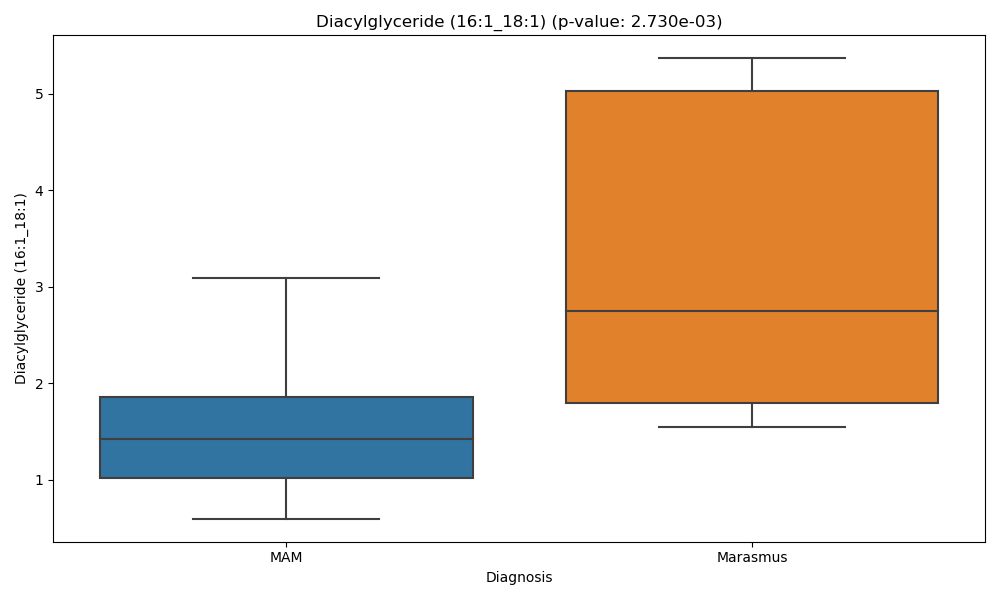 Diacylglyceride (16:1_18:1) (p-value: 2.730e-03)
Diacylglyceride (16:1_18:1)
5
4
3
2
1
MAM
Marasmus
Diagnosis